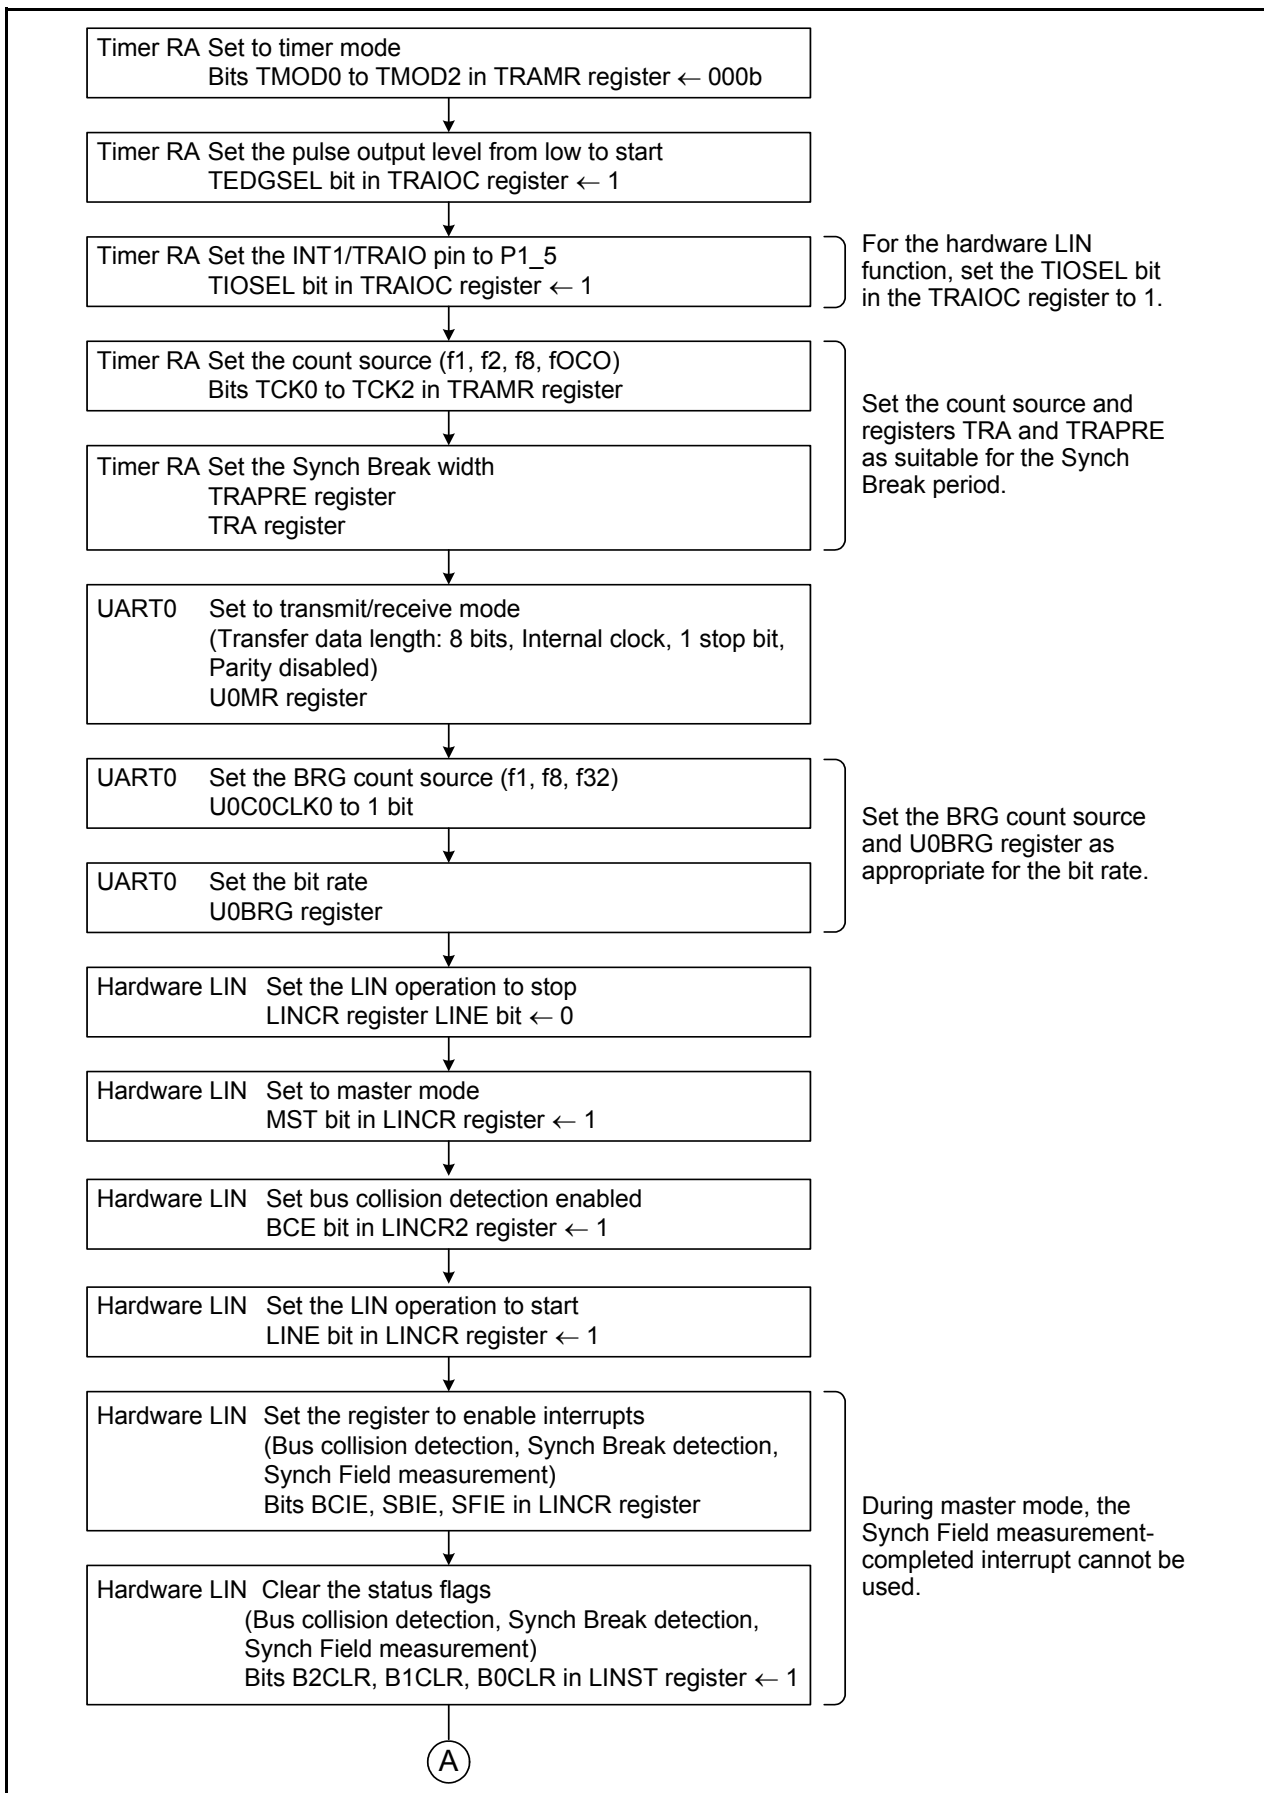 Timer RA Set to timer mode
Bits TMOD0 to TMOD2 in TRAMR register ← 000b
Timer RA Set the pulse output level from low to start
TEDGSEL bit in TRAIOC register ← 1
Timer RA Set the INT1/TRAIO pin to P1_5
TIOSEL bit in TRAIOC register ← 1
For the hardware LIN
function, set the TIOSEL bit
in the TRAIOC register to 1.
Timer RA Set the count source (f1, f2, f8, fOCO)
Bits TCK0 to TCK2 in TRAMR register
Timer RA Set the Synch Break width
TRAPRE register
TRA register
Set the count source and
registers TRA and TRAPRE
as suitable for the Synch
Break period.
UART0 Set to transmit/receive mode
(Transfer data length: 8 bits, Internal clock, 1 stop bit,
Parity disabled)
U0MR register
UART0 Set the BRG count source (f1, f8, f32)
U0C0CLK0 to 1 bit
UART0 Set the bit rate
U0BRG register
Set the BRG count source
and U0BRG register as
appropriate for the bit rate.
Hardware LIN Set the LIN operation to stop
LINCR register LINE bit ← 0
Hardware LIN Set to master mode
MST bit in LINCR register ← 1
Hardware LIN Set bus collision detection enabled
BCE bit in LINCR2 register ← 1
Hardware LIN Set the LIN operation to start
LINE bit in LINCR register ← 1
Hardware LIN Set the register to enable interrupts
(Bus collision detection, Synch Break detection,
Synch Field measurement)
Bits BCIE, SBIE, SFIE in LINCR register
Hardware LIN Clear the status flags
(Bus collision detection, Synch Break detection,
Synch Field measurement)
Bits B2CLR, B1CLR, B0CLR in LINST register ← 1
During master mode, the
Synch Field measurement-
completed interrupt cannot be
used.
A